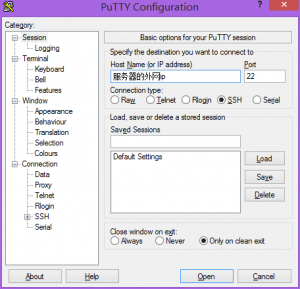 PuTTY Configuration
Category:
Session
Logging
Terminal
Keyboard
Bell
Features
Window
Appearance
Behaviour
Translation
Selection
Colours
Connection
Data
Proxy
Telnet
Rlogin
SSH
Serial
Basic options for your PuTTY session
Specify the destination you want to connect to
Host Name (or IP address) Port
服务器的外网ip 22
Connection type:
Raw Telnet Rlogin SSH Serial
Load, save or delete a stored session
Saved Sessions
Default Settings
Load
Save
Delete
Close window on exit:
Always Never Only on clean exit
About Help Open Cancel